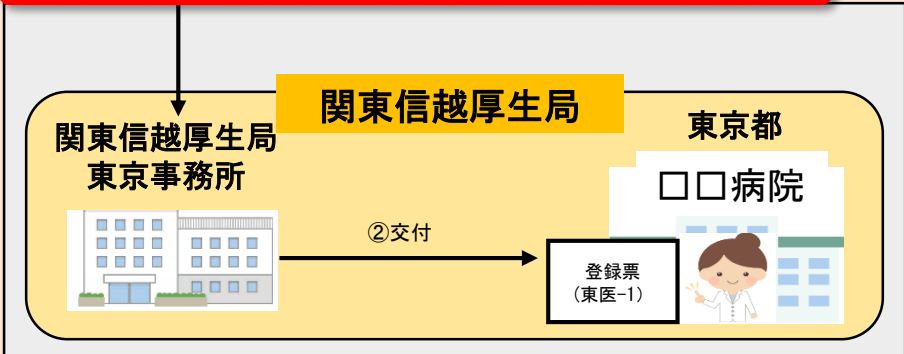 関東信越厚生局
関東信越厚生局
東京事務所
東京都
□□病院
②交付
登録票
(東医-1)